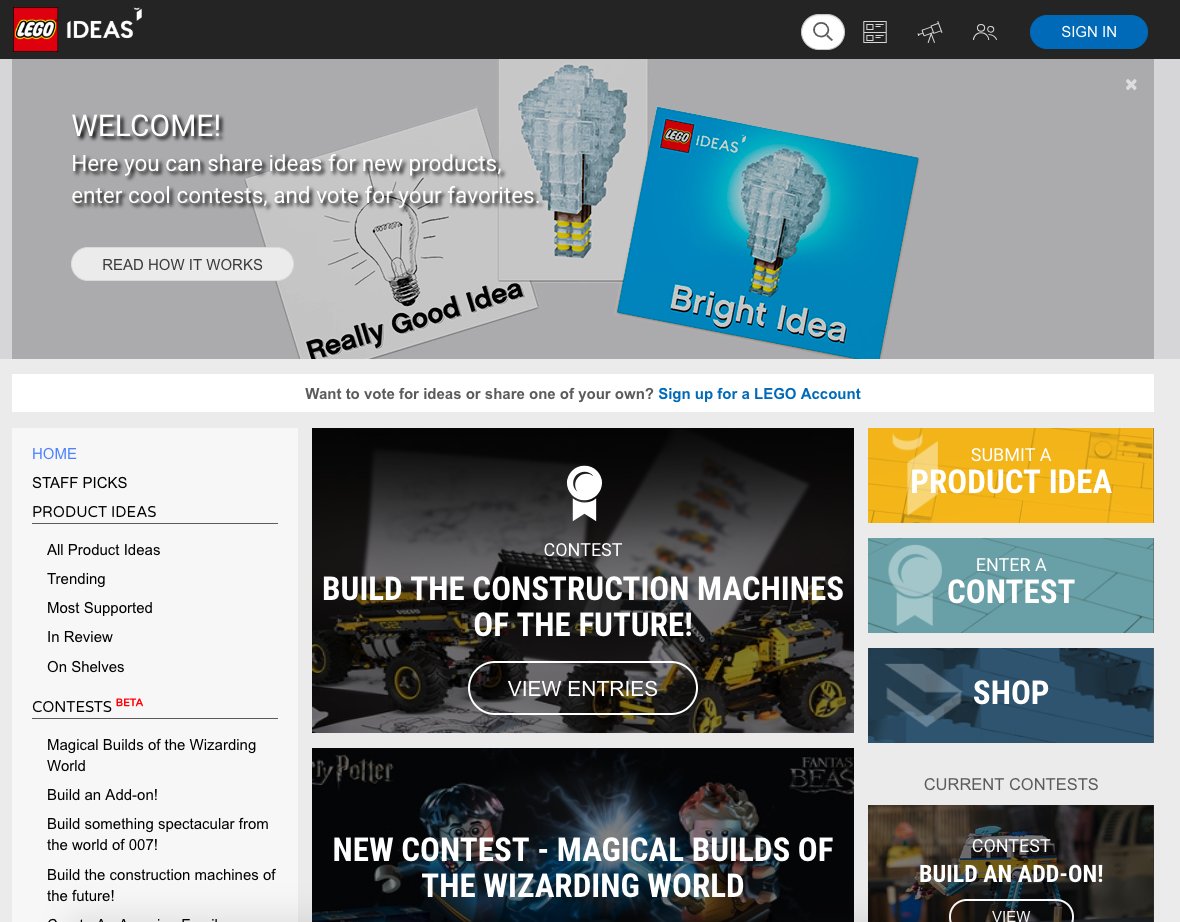 LEGO IDEAS
SIGN IN
WELCOME!
Here you can share ideas for new products,
enter cool contests, and vote for your favorites.
READ HOW IT WORKS
Really Good Idea
LEGO IDEAS
Bright Idea
Want to vote for ideas or share one of your own? Sign up for a LEGO Account
HOME
STAFF PICKS
PRODUCT IDEAS
All Product Ideas
Trending
Most Supported
In Review
On Shelves
CONTESTS BETA
Magical Builds of the Wizarding
World
Build an Add-on!
Build something spectacular from
the world of 007!
Build the construction machines of
the future!
CONTEST
BUILD THE CONSTRUCTION MACHINES
OF THE FUTURE!
VIEW ENTRIES
Potter
NEW CONTEST - MAGICAL BUILDS OF
THE WIZARDING WORLD
SUBMIT A
PRODUCT IDEA
ENTER A
CONTEST
SHOP
CURRENT CONTESTS
CONTEST
BUILD AN ADD-ON!
VIEW